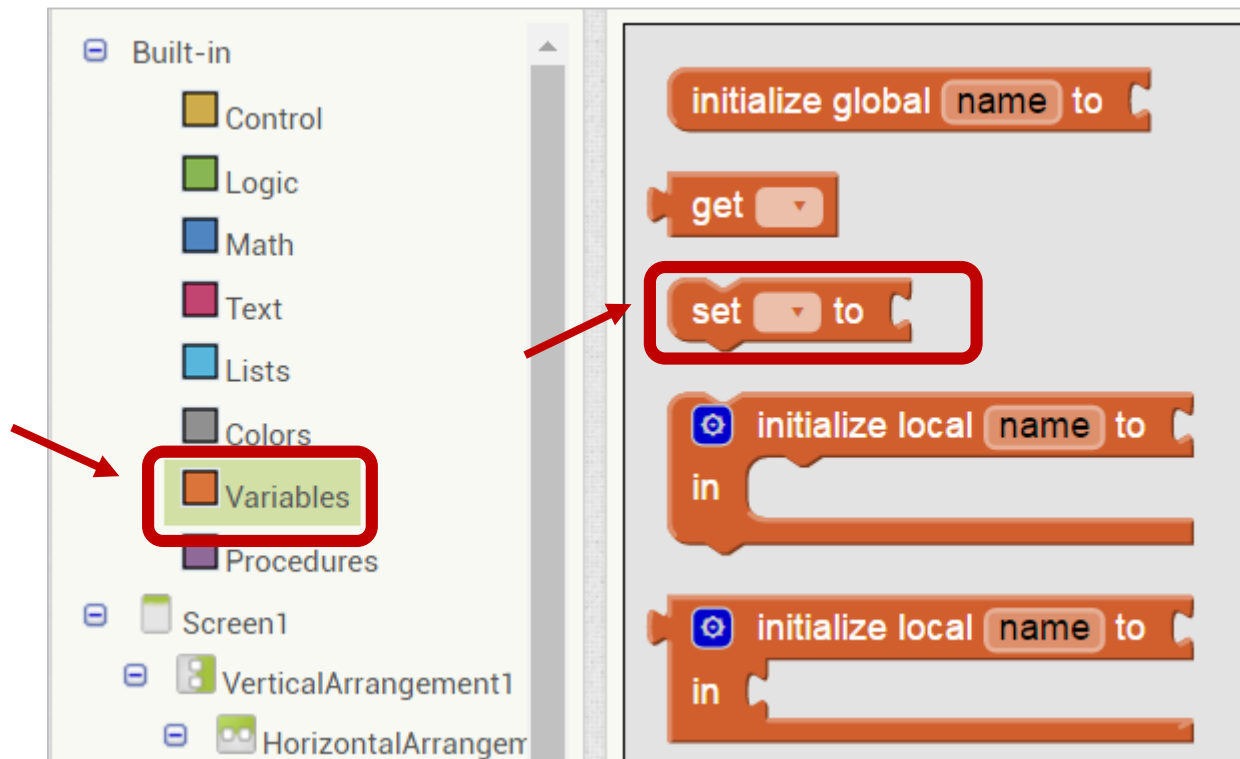 Built-in
Control
Logic
Math
Text
Lists
Colors
Variables
Procedures
Screen1
VerticalArrangement1
HorizontalArrangem
initialize global name to
get
set to
initialize local name to
in
initialize local name to
in